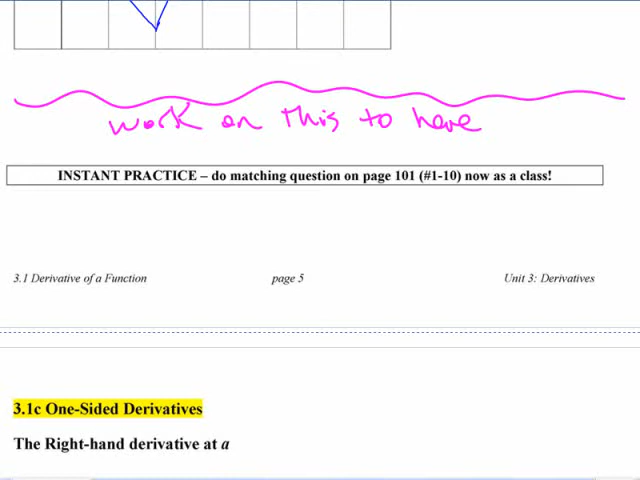 work on this to have
INSTANT PRACTICE – do matching question on page 101 (#1-10) now as a class!
3.1 Derivative of a Function page 5 Unit 3: Derivatives
3.1c One-Sided Derivatives
The Right-hand derivative at a